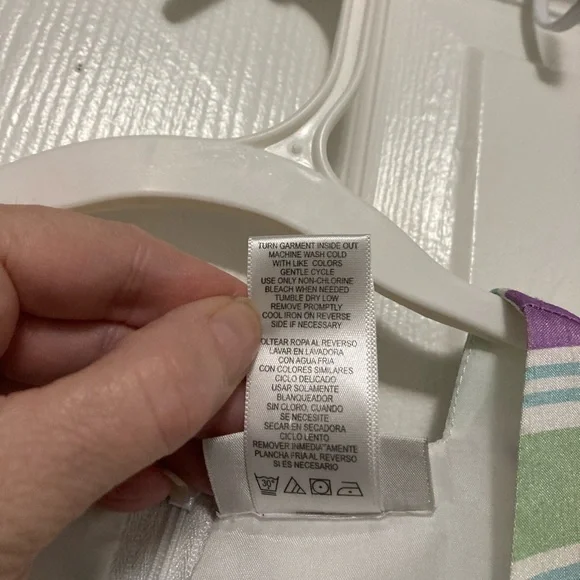 TURN GARMENT INSIDE OUT
MACHINE WASH COLD
WITH LIKE COLORS
GENTLE CYCLE
USE ONLY NON-CHLORINE
BLEACH WHEN NEEDED
TUMBLE DRY LOW
REMOVE PROMPTLY
COOL IRON ON REVERSE
SIDE IF NECESSARY
OLTEAR ROPA AL REVERSO
LAVAR EN LAVADORA
CON AGUA FRIA
CON COLORES SIMILARES
CICLO DELICADO
USAR SOLAMENTE
BLANQUEADOR
SIN CLORO, CUANDO
SE NECESITE
SECAR EN SECADORA
CICLO LENTO
REMOVER INMEDIATAMENTE
PLANCHA FRIA AL REVERSO
SI ES NECESARIO
30°